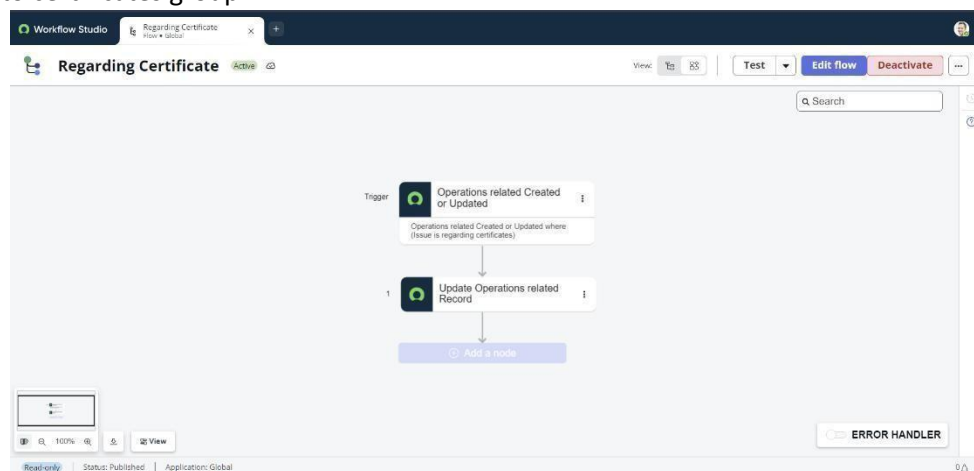 Workflow Studio
Regarding Certificate
Flow • Global
Regarding Certificate Active
View:
Test
Edit flow
Deactivate
Search
Trigger
Operations related Created
or Updated
Operations related Created or Updated where
(Issue is regarding certificates)
1
Update Operations related
Record
Add a node
100%
View
ERROR HANDLER
Read-only
Status: Published | Application: Global